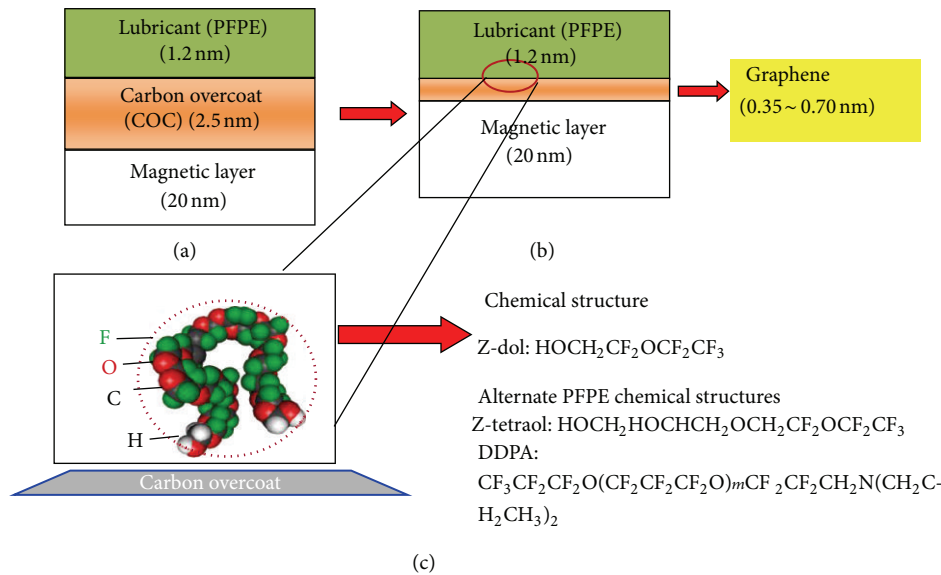 Lubricant (PFPE)
(1.2 nm)
Carbon overcoat
(COC) (2.5 nm)
Magnetic layer
(20 nm)
(a)
Lubricant (PFPE)
(1.2 nm)
Magnetic layer
(20 nm)
(b)
Graphene
(0.35 ~ 0.70 nm)
F
O
C
H
Carbon overcoat
Chemical structure
Z-dol: HOCH₂CF₂OCF₂CF₃
Alternate PFPE chemical structures
Z-tetraol: HOCH₂HOCHCH₂OCH₂CF₂OCF₂CF₃
DDPA:
CF₃CF₂CF₂O(CF₂CF₂CF₂O)mCF₂CF₂CH₂N(CH₂C-
H₂CH₃)₂
(c)